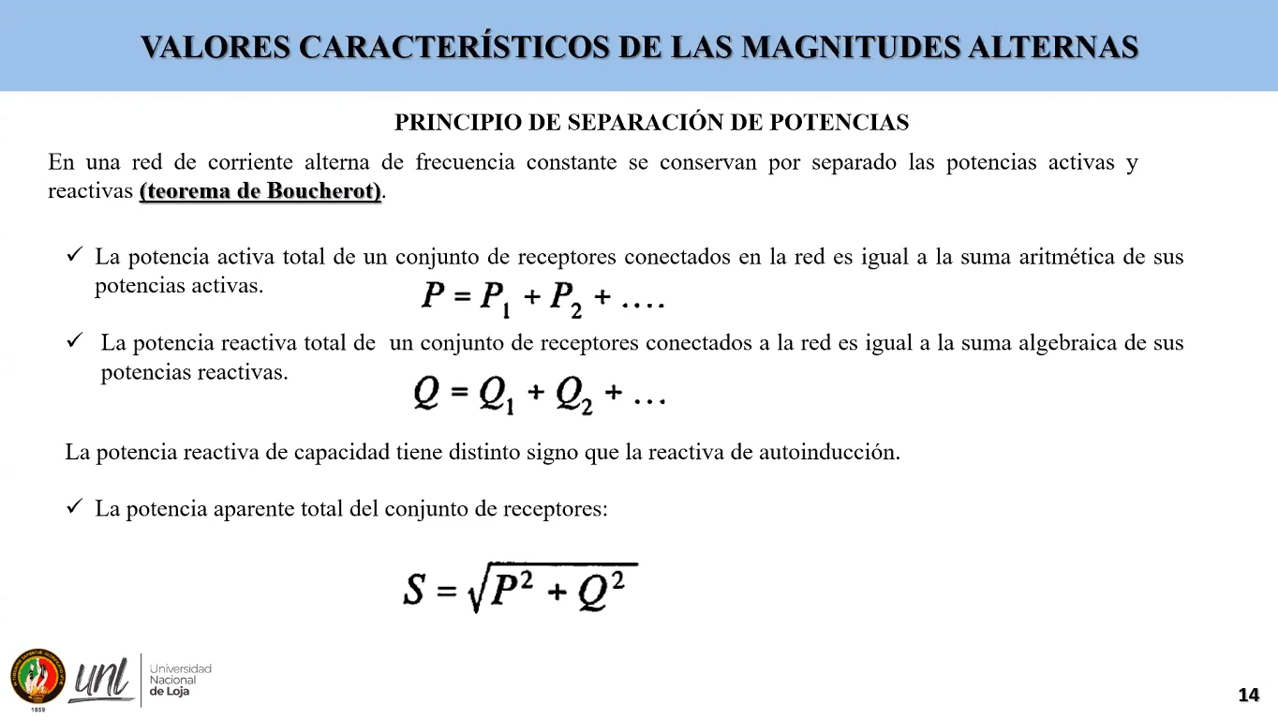 VALORES CARACTERÍSTICOS DE LAS MAGNITUDES ALTERNAS
PRINCIPIO DE SEPARACIÓN DE POTENCIAS
En una red de corriente alterna de frecuencia constante se conservan por separado las potencias activas y
reactivas (teorema de Boucherot).
✓ La potencia activa total de un conjunto de receptores conectados en la red es igual a la suma aritmética de sus
potencias activas.
P = P₁ + P₂ + ....
✓ La potencia reactiva total de un conjunto de receptores conectados a la red es igual a la suma algebraica de sus
potencias reactivas.
Q = Q₁ + Q₂ + ...
La potencia reactiva de capacidad tiene distinto signo que la reactiva de autoinducción.
✓ La potencia aparente total del conjunto de receptores:
S = √(P² + Q²)
unl
Universidad
Nacional
de Loja
1859
14